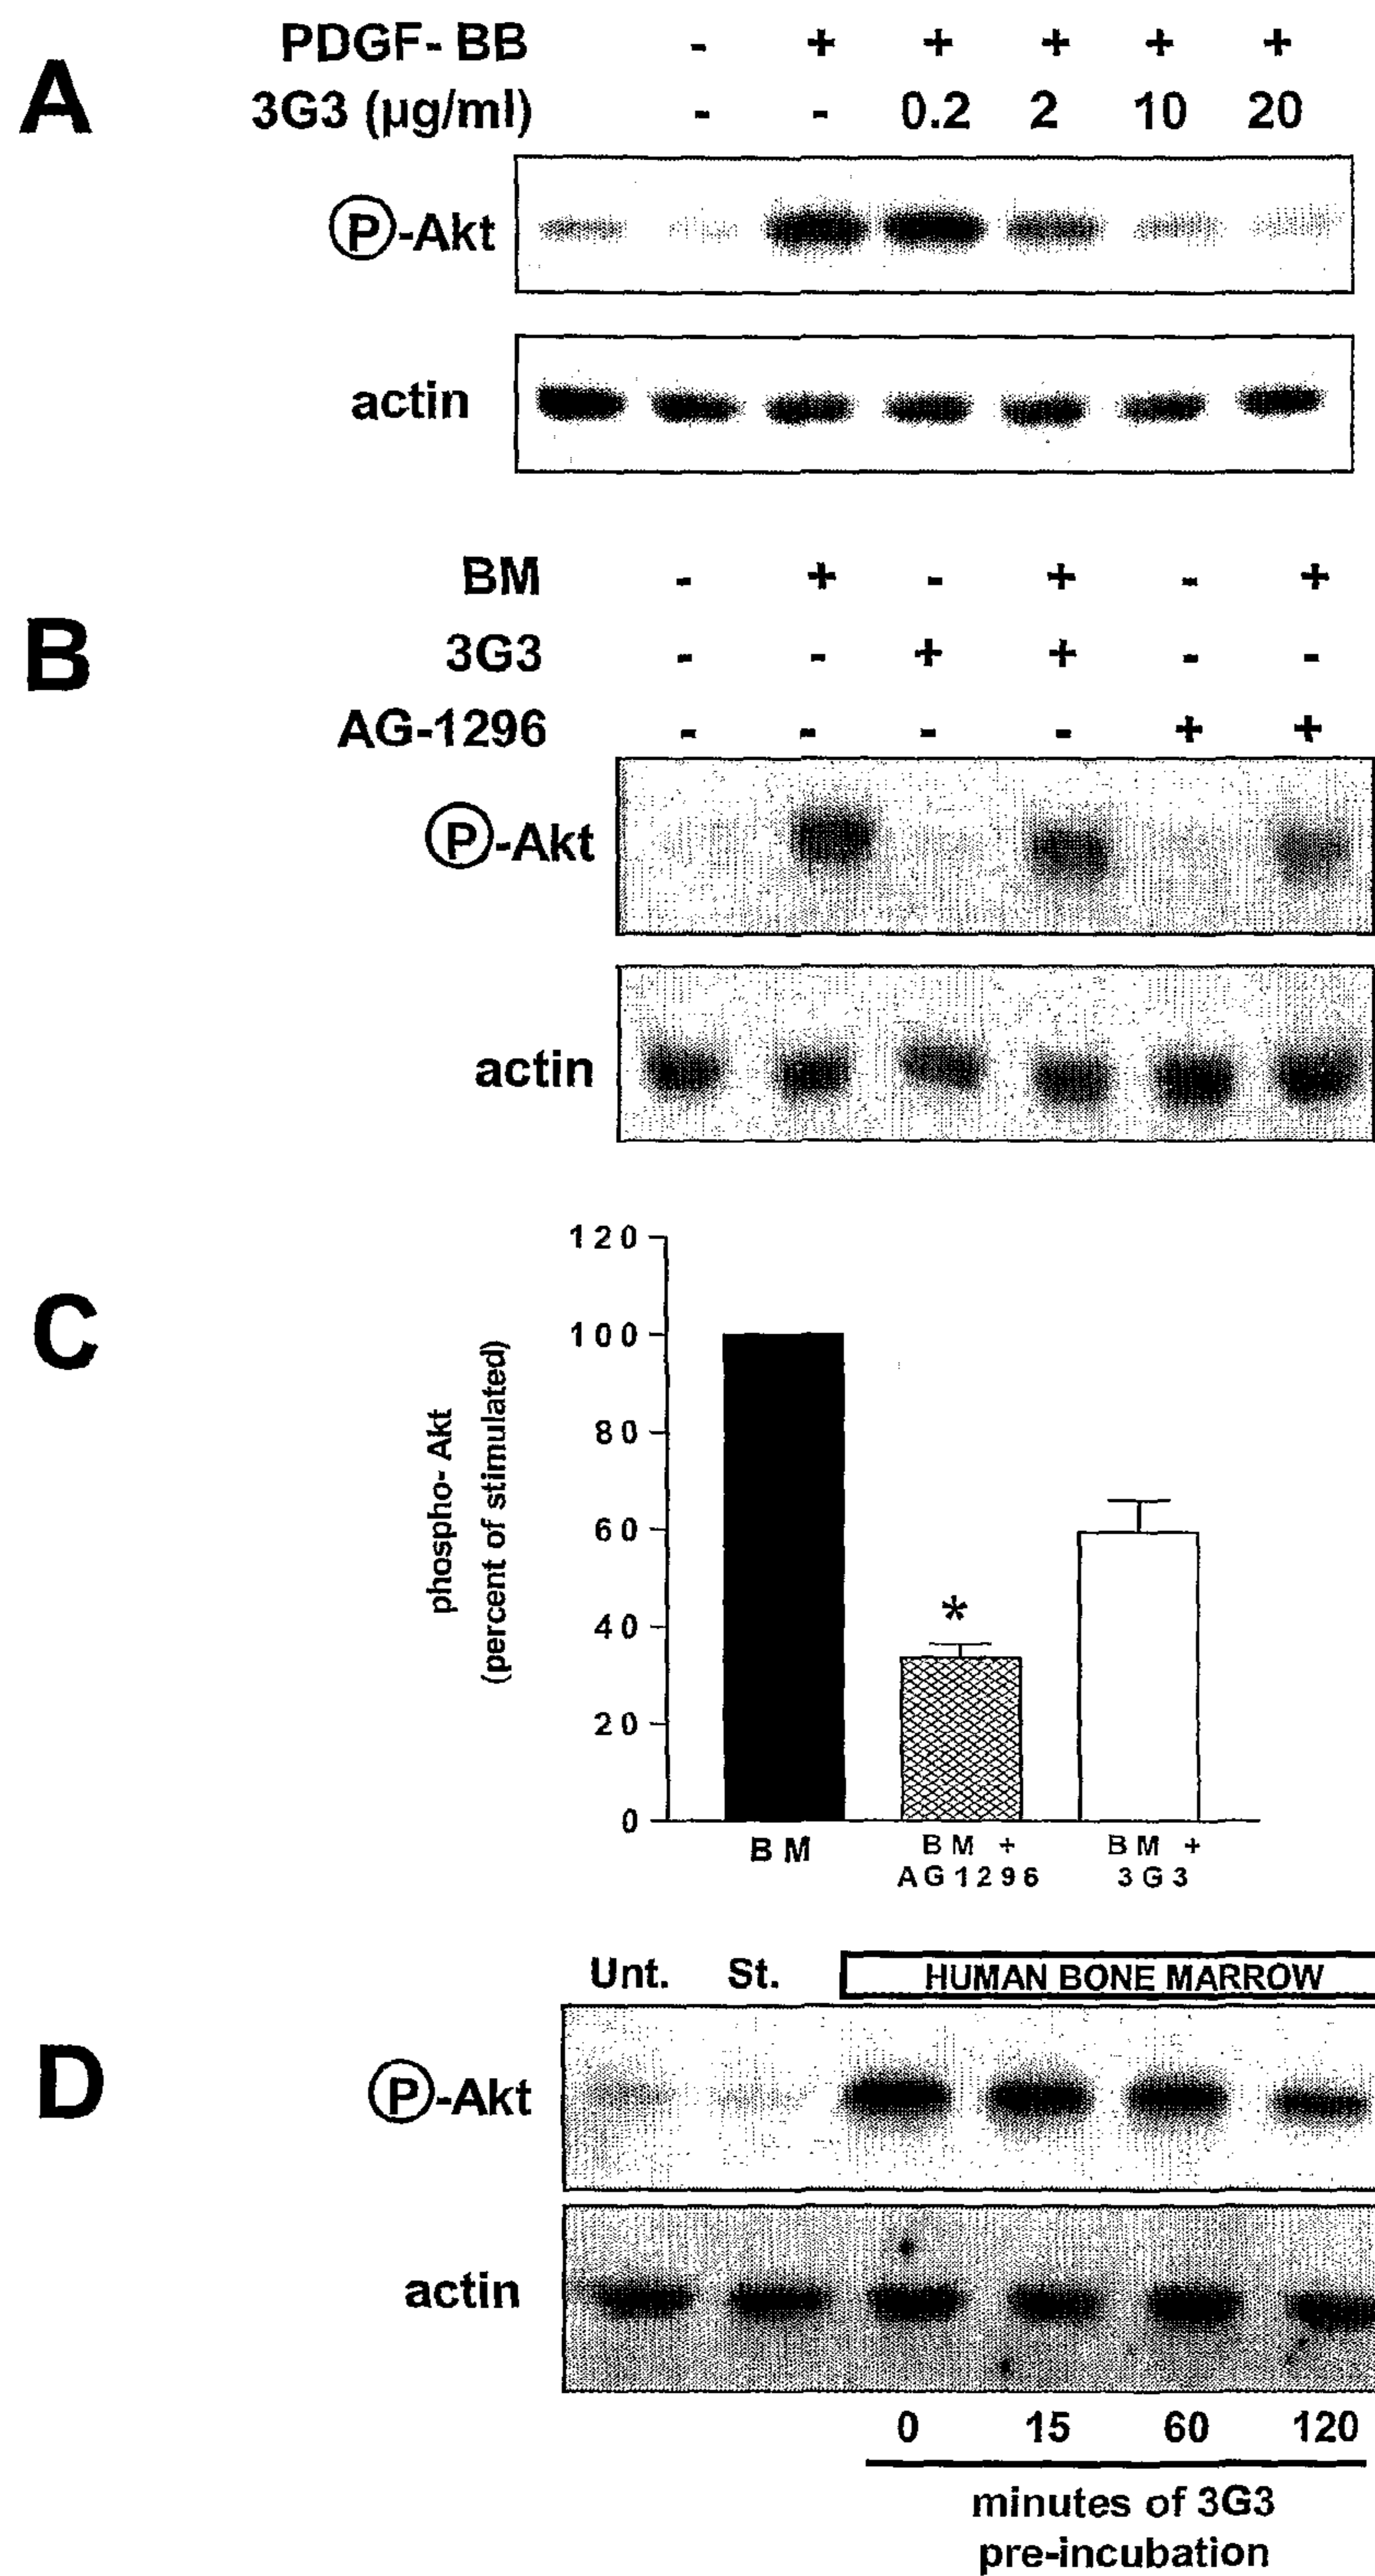 A
PDGF- BB - + + + + +
3G3 (µg/ml) - - 0.2 2 10 20
P-Akt
actin
B
BM - + - + - +
3G3 - - + + - -
AG-1296 - - - - + +
P-Akt
actin
C
phospho- Akt
(percent of stimulated)
120
100
80
60
40
20
0
*
BM
BM +
AG1296
BM +
3G3
D
Unt. St. HUMAN BONE MARROW
P-Akt
actin
0 15 60 120
minutes of 3G3
pre-incubation